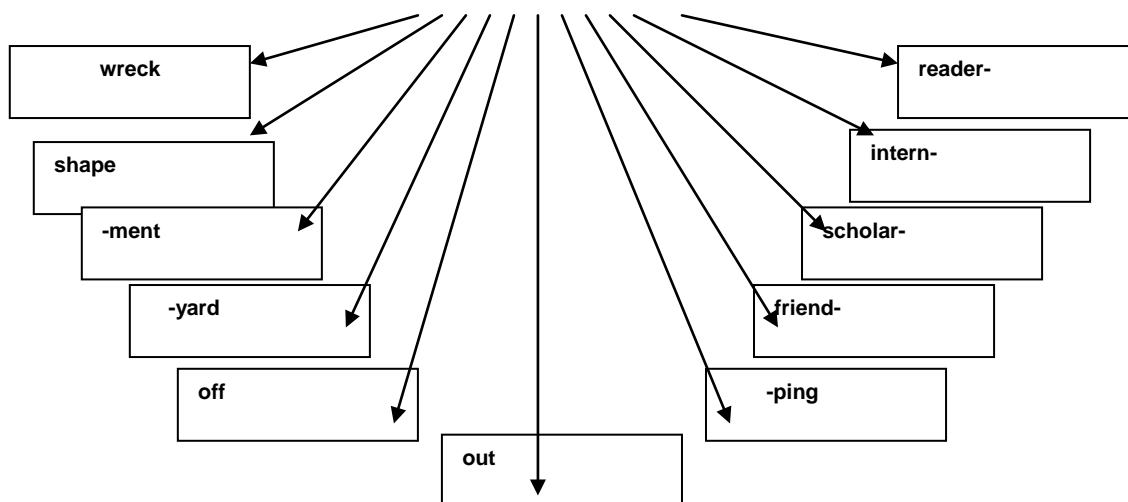 wreck
reader-
shape
intern-
-ment
scholar-
-yard
friend-
off
-ping
out